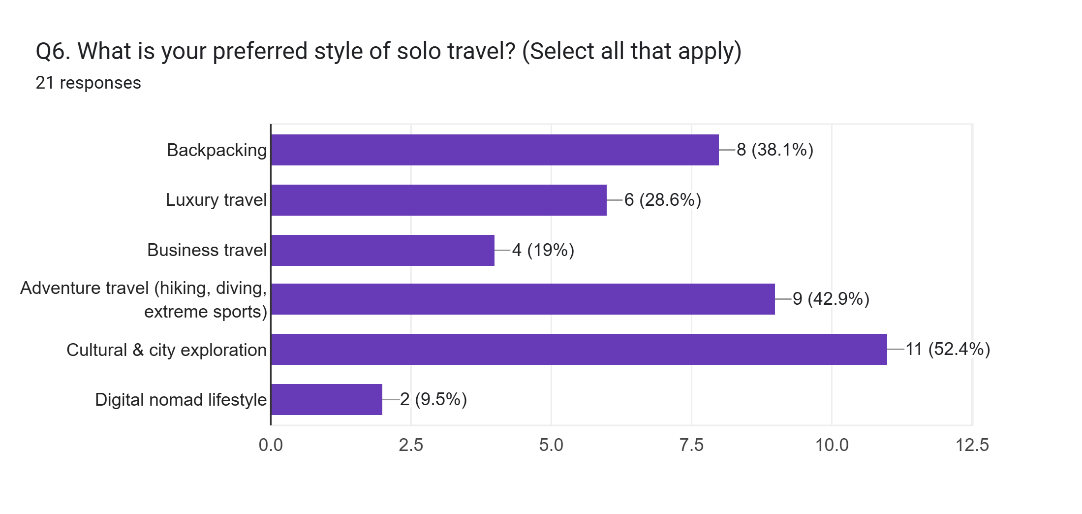 Q6. What is your preferred style of solo travel? (Select all that apply)
21 responses
Backpacking
8 (38.1%)
Luxury travel
6 (28.6%)
Business travel
4 (19%)
Adventure travel (hiking, diving,
extreme sports)
9 (42.9%)
Cultural & city exploration
11 (52.4%)
Digital nomad lifestyle
2 (9.5%)
0.0 2.5 5.0 7.5 10.0 12.5